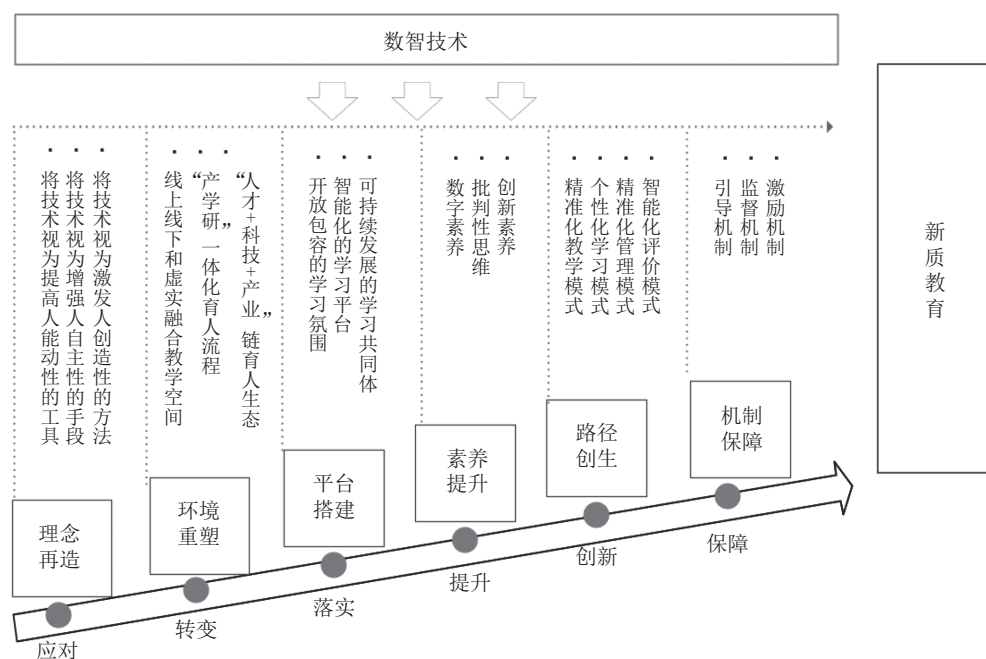 数智技术
· 将技术视为提高人能动性的工具
· 将技术视为增强人自主性的手段
· 将技术视为激发人创造性的方法
· 线上线下和虚实融合教学空间
· “产学研”一体化育人流程
· “人才+科技+产业”链育人生态
· 开放包容的学习氛围
· 智能化的学习平台
· 可持续发展的学习共同体
· 数字素养
· 批判性思维
· 创新素养
· 精准化教学模式
· 个性化学习模式
· 精准化管理模式
· 智能化评价模式
· 引导机制
· 监督机制
· 激励机制
理念
再造
环境
重塑
平台
搭建
素养
提升
路径
创生
机制
保障
应对
转变
落实
提升
创新
保障
新质教育